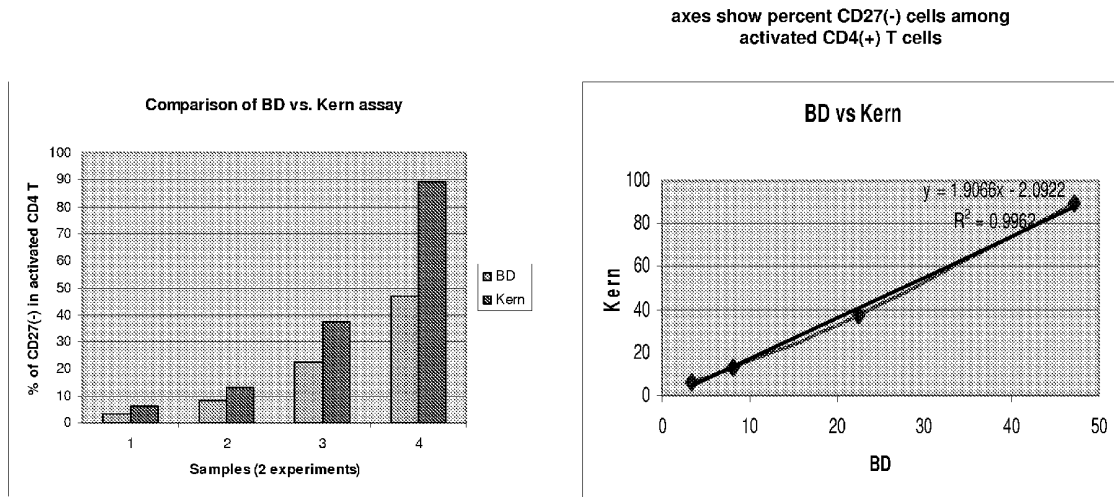 axes show percent CD27(-) cells among
activated CD4(+) T cells
Comparison of BD vs. Kern assay
% of CD27(-) in activated CD4 T
100
90
80
70
60
50
40
30
20
10
0
1 2 3 4
Samples (2 experiments)
BD
Kern
BD vs Kern
Kern
100
80
60
40
20
0
y = 1.9066x - 2.0922
R² = 0.9962
0 10 20 30 40 50
BD